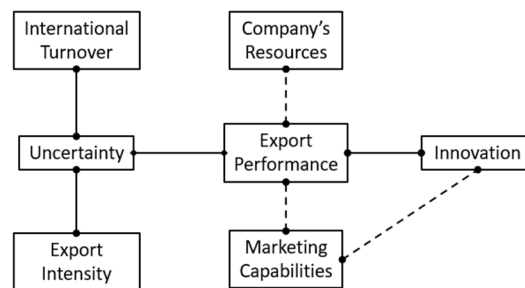 International
Turnover
Company's
Resources
Uncertainty
Export
Performance
Innovation
Export
Intensity
Marketing
Capabilities